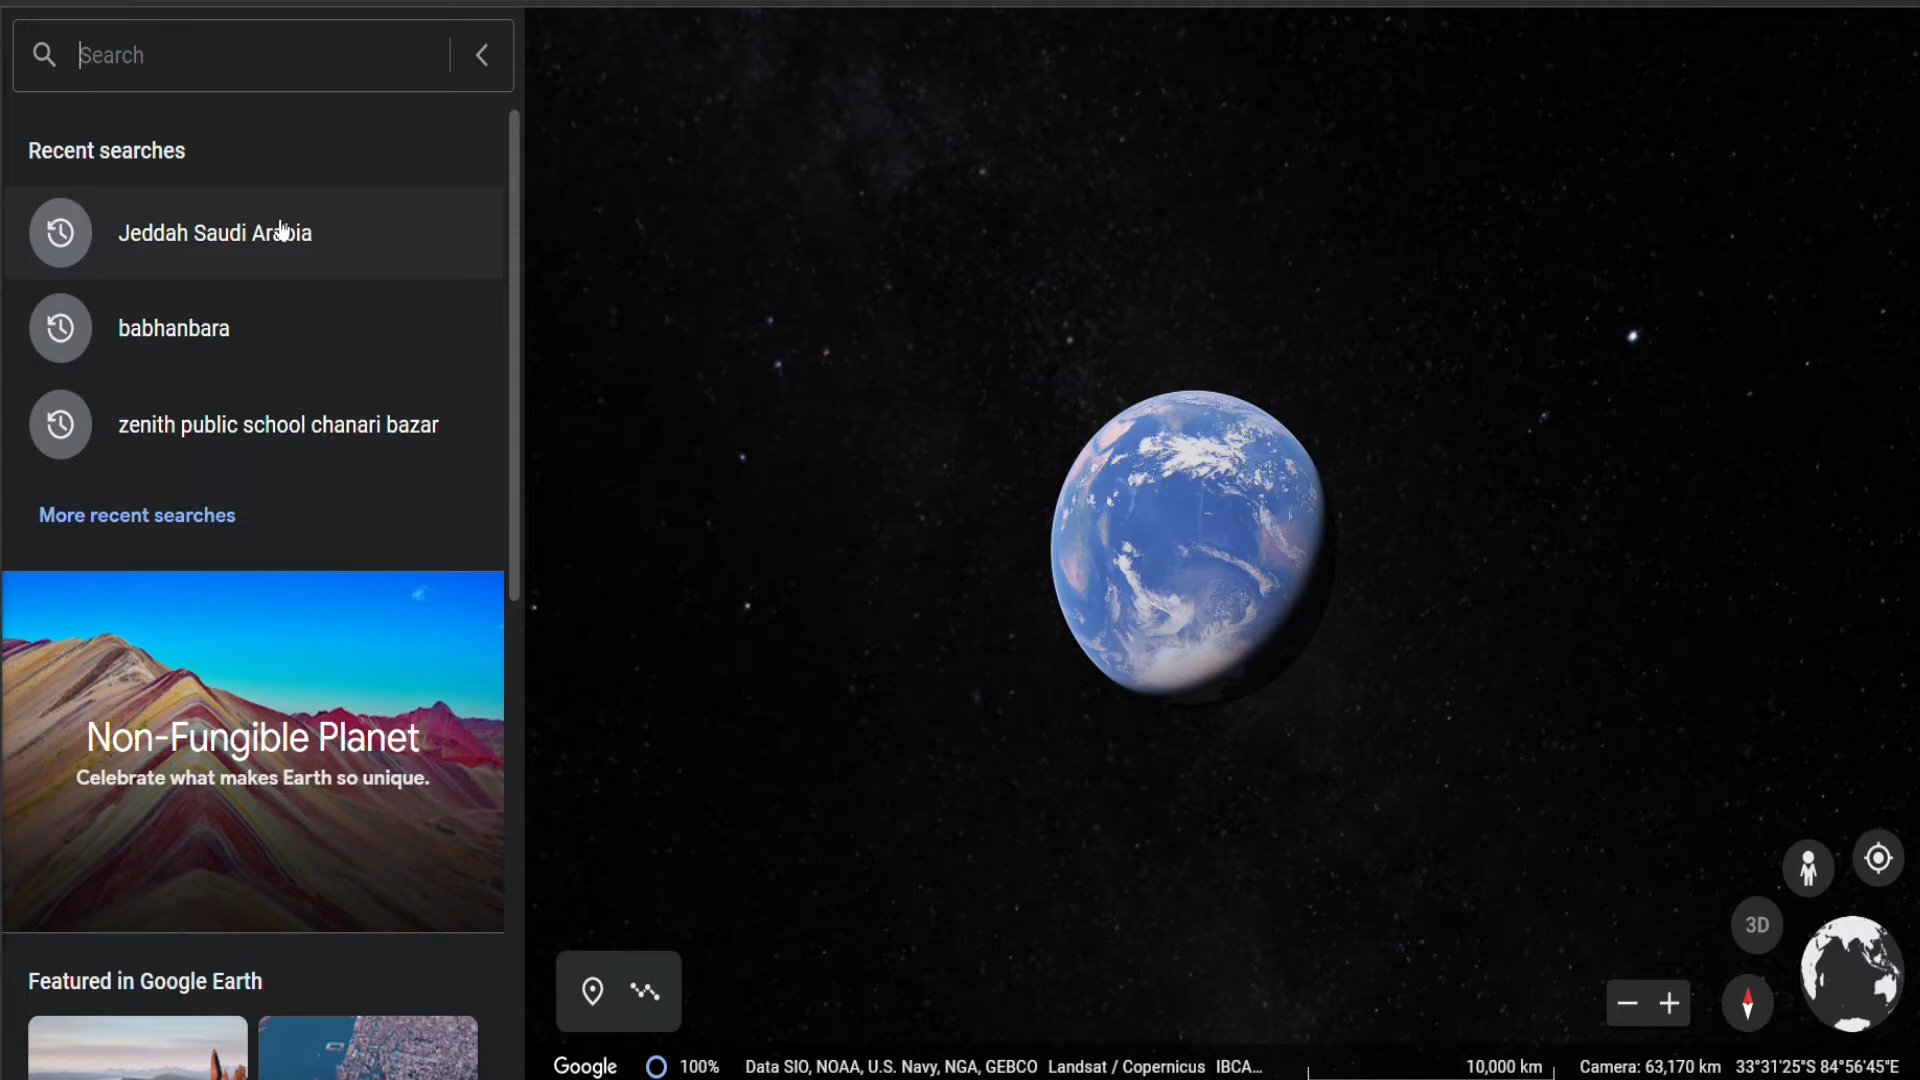 Search
Recent searches
Jeddah Saudi Arabia
babhanbara
zenith public school chanari bazar
More recent searches
Non-Fungible Planet
Celebrate what makes Earth so unique.
Featured in Google Earth
3D
Google 100% Data SIO, NOAA, U.S. Navy, NGA, GEBCO Landsat / Copernicus IBCA... 10,000 km Camera: 63,170 km 33°31'25"S 84°56'45"E